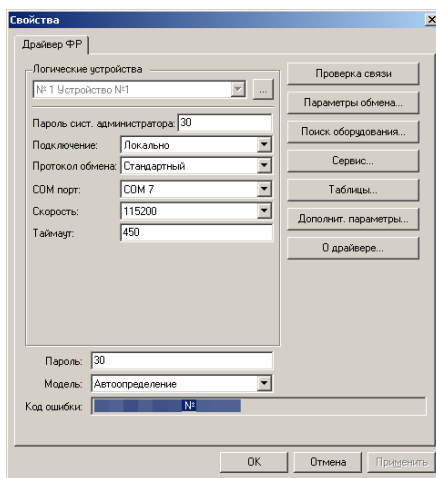 Свойства
Драйвер ФР
Логические устройства
№ 1 Устройство №1
...
Пароль сист. администратора: 30
Подключение: Локально
Протокол обмена: Стандартный
COM порт: COM 7
Скорость: 115200
Таймаут: 450
Проверка связи
Параметры обмена...
Поиск оборудования...
Сервис...
Таблицы...
Дополнит. параметры...
О драйвере...
Пароль: 30
Модель: Автоопределение
Код ошибки: №
OK
Отмена
Применить